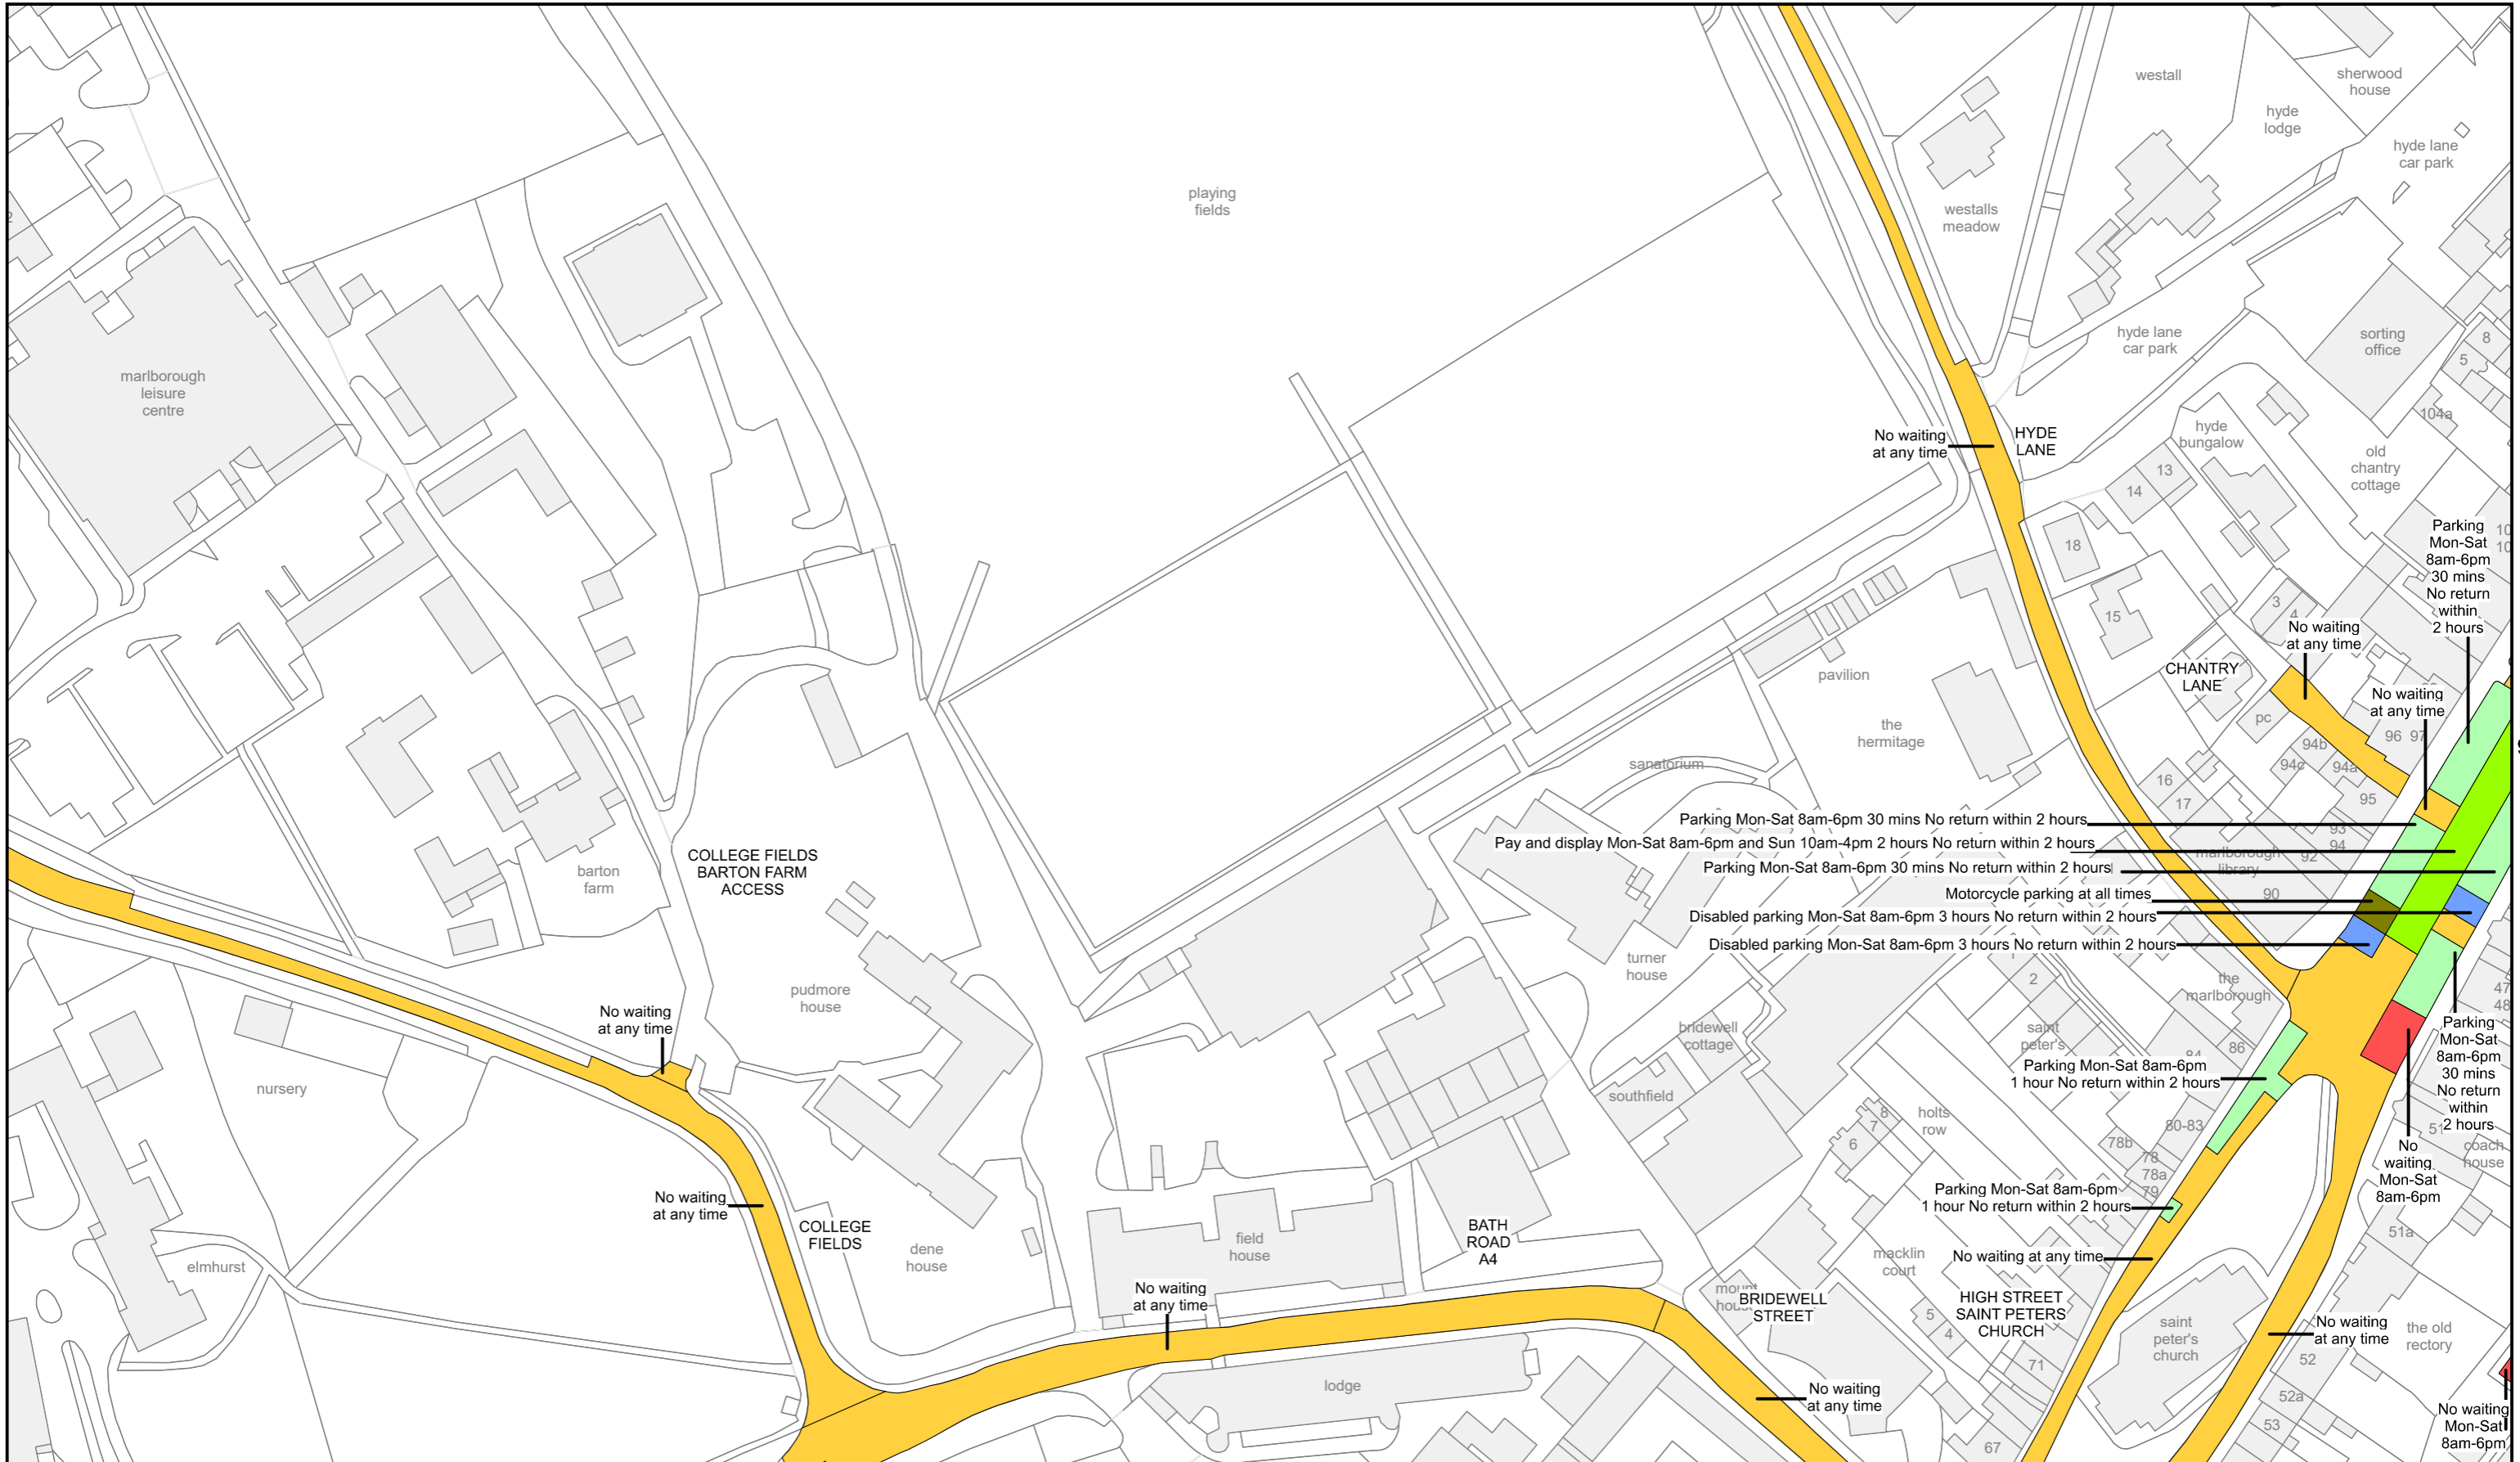 playing
fields
westall
sherwood
house
hyde
lodge
hyde lane
car park
westalls
meadow
marlborough
leisure
centre
hyde lane
car park
sorting
office
8
5
104a
No waiting
at any time
HYDE
LANE
hyde
bungalow
13
14
old
chantry
cottage
18
15
3
4
Parking
Mon-Sat
8am-6pm
30 mins
No return
within
2 hours
No waiting
at any time
CHANTRY
LANE
pavilion
the
hermitage
pc
No waiting
at any time
96 97
94b
94c
94a
95
sanatorium
16
17
93
94
92
marlborough
library
90
Parking Mon-Sat 8am-6pm 30 mins No return within 2 hours
Pay and display Mon-Sat 8am-6pm and Sun 10am-4pm 2 hours No return within 2 hours
Parking Mon-Sat 8am-6pm 30 mins No return within 2 hours
Motorcycle parking at all times
Disabled parking Mon-Sat 8am-6pm 3 hours No return within 2 hours
Disabled parking Mon-Sat 8am-6pm 3 hours No return within 2 hours
barton
farm
COLLEGE FIELDS
BARTON FARM
ACCESS
turner
house
1
2
the
marlborough
47
48
pudmore
house
No waiting
at any time
bridewell
cottage
saint
peter's
84
86
Parking Mon-Sat 8am-6pm
1 hour No return within 2 hours
Parking
Mon-Sat
8am-6pm
30 mins
No return
within
2 hours
nursery
southfield
8
7
6
holts
row
80-83
78b
78
78a
79
51
coach
house
No
waiting
Mon-Sat
8am-6pm
No waiting
at any time
COLLEGE
FIELDS
dene
house
field
house
BATH
ROAD
A4
Parking Mon-Sat 8am-6pm
1 hour No return within 2 hours
51a
elmhurst
macklin
court
No waiting at any time
No waiting
at any time
mount
house
BRIDEWELL
STREET
HIGH STREET
SAINT PETERS
CHURCH
5
4
71
saint
peter's
church
No waiting
at any time
the old
rectory
52
52a
53
lodge
No waiting
at any time
67
No waiting
Mon-Sat
8am-6pm